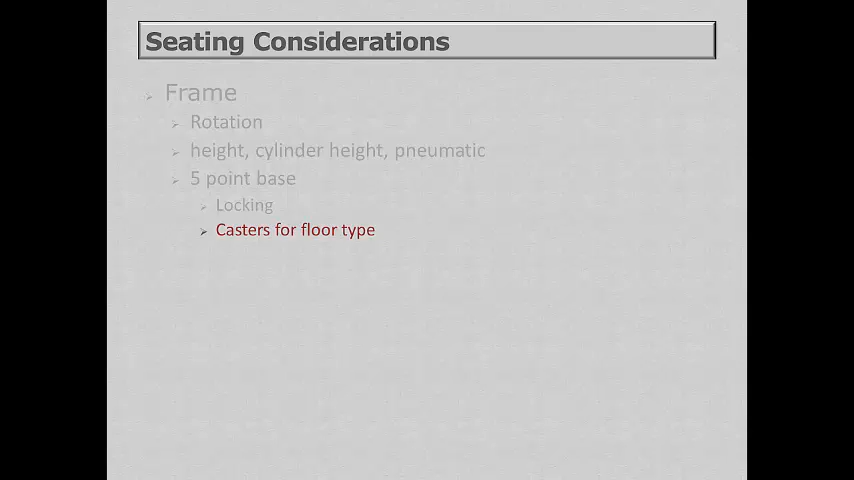 Seating Considerations
Frame
Rotation
height, cylinder height, pneumatic
5 point base
Locking
Casters for floor type